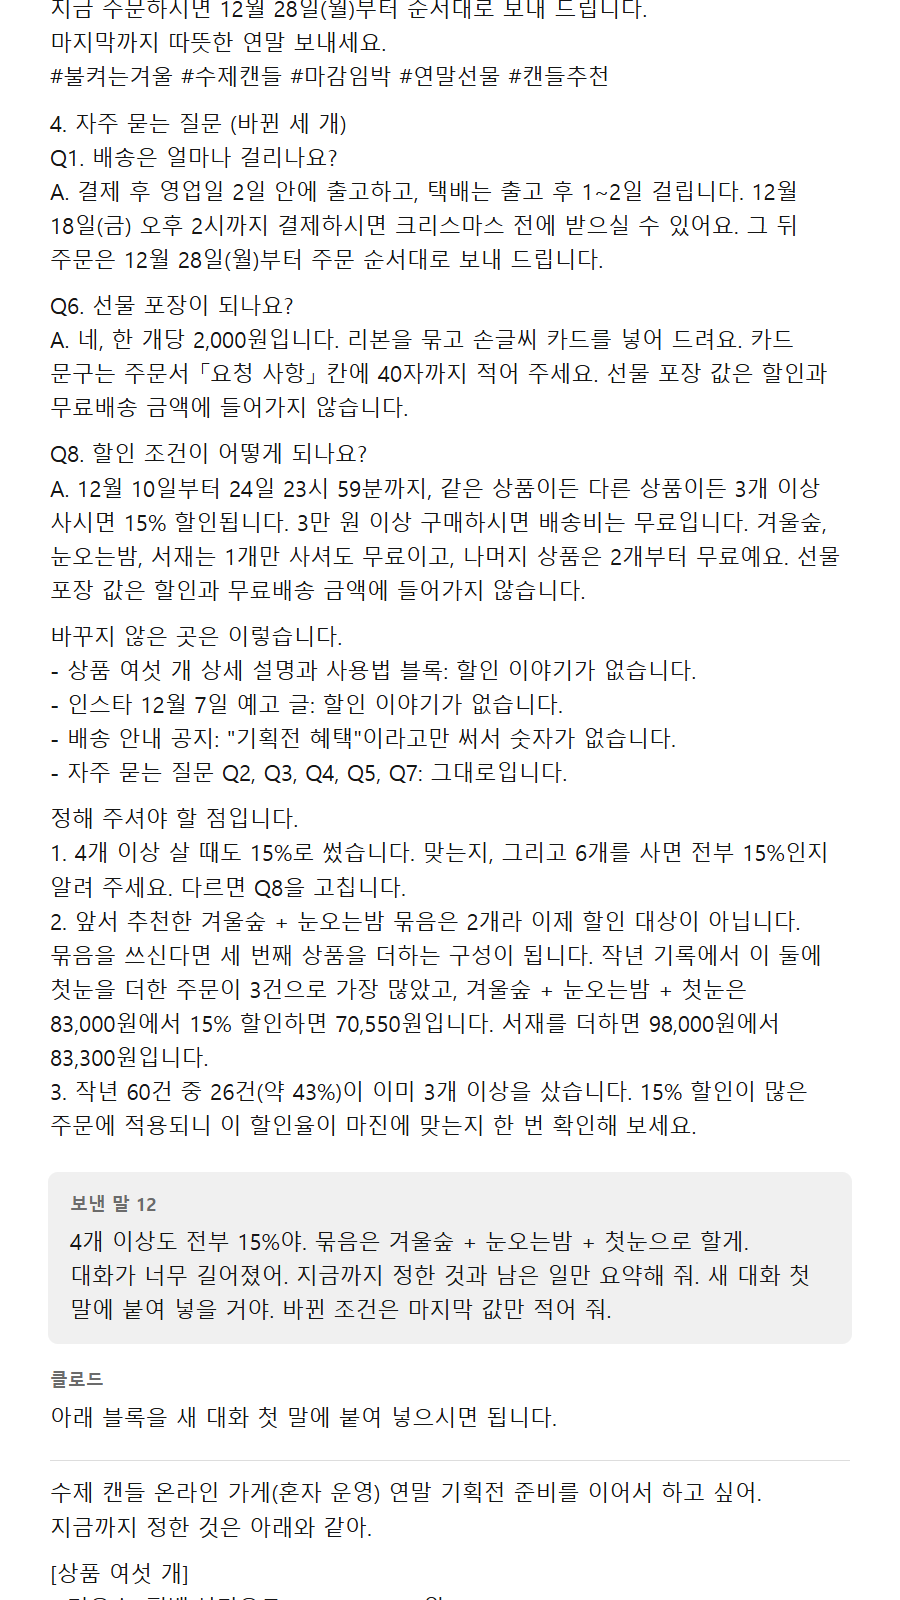 지금 주문하시면 12월 28일(월)부터 순서대로 보내 드립니다.
마지막까지 따뜻한 연말 보내세요.
#불켜는겨울 #수제캔들 #마감임박 #연말선물 #캔들추천
4. 자주 묻는 질문 (바뀐 세 개)
Q1. 배송은 얼마나 걸리나요?
A. 결제 후 영업일 2일 안에 출고하고, 택배는 출고 후 1~2일 걸립니다. 12월
18일(금) 오후 2시까지 결제하시면 크리스마스 전에 받으실 수 있어요. 그 뒤
주문은 12월 28일(월)부터 주문 순서대로 보내 드립니다.
Q6. 선물 포장이 되나요?
A. 네, 한 개당 2,000원입니다. 리본을 묶고 손글씨 카드를 넣어 드려요. 카드
문구는 주문서 「요청 사항」 칸에 40자까지 적어 주세요. 선물 포장 값은 할인과
무료배송 금액에 들어가지 않습니다.
Q8. 할인 조건이 어떻게 되나요?
A. 12월 10일부터 24일 23시 59분까지, 같은 상품이든 다른 상품이든 3개 이상
사시면 15% 할인됩니다. 3만 원 이상 구매하시면 배송비는 무료입니다. 겨울숲,
눈오는밤, 서재는 1개만 사셔도 무료이고, 나머지 상품은 2개부터 무료예요. 선물
포장 값은 할인과 무료배송 금액에 들어가지 않습니다.
바꾸지 않은 곳은 이렇습니다.
- 상품 여섯 개 상세 설명과 사용법 블록: 할인 이야기가 없습니다.
- 인스타 12월 7일 예고 글: 할인 이야기가 없습니다.
- 배송 안내 공지: "기획전 혜택"이라고만 써서 숫자가 없습니다.
- 자주 묻는 질문 Q2, Q3, Q4, Q5, Q7: 그대로입니다.
정해 주셔야 할 점입니다.
1. 4개 이상 살 때도 15%로 썼습니다. 맞는지, 그리고 6개를 사면 전부 15%인지
알려 주세요. 다르면 Q8을 고칩니다.
2. 앞서 추천한 겨울숲 + 눈오는밤 묶음은 2개라 이제 할인 대상이 아닙니다.
묶음을 쓰신다면 세 번째 상품을 더하는 구성이 됩니다. 작년 기록에서 이 둘에
첫눈을 더한 주문이 3건으로 가장 많았고, 겨울숲 + 눈오는밤 + 첫눈은
83,000원에서 15% 할인하면 70,550원입니다. 서재를 더하면 98,000원에서
83,300원입니다.
3. 작년 60건 중 26건(약 43%)이 이미 3개 이상을 샀습니다. 15% 할인이 많은
주문에 적용되니 이 할인율이 마진에 맞는지 한 번 확인해 보세요.
보낸 말 12
4개 이상도 전부 15%야. 묶음은 겨울숲 + 눈오는밤 + 첫눈으로 할게.
대화가 너무 길어졌어. 지금까지 정한 것과 남은 일만 요약해 줘. 새 대화 첫
말에 붙여 넣을 거야. 바뀐 조건은 마지막 값만 적어 줘.
클로드
아래 블록을 새 대화 첫 말에 붙여 넣으시면 됩니다.
수제 캔들 온라인 가게(혼자 운영) 연말 기획전 준비를 이어서 하고 싶어.
지금까지 정한 것은 아래와 같아.
[상품 여섯 개]